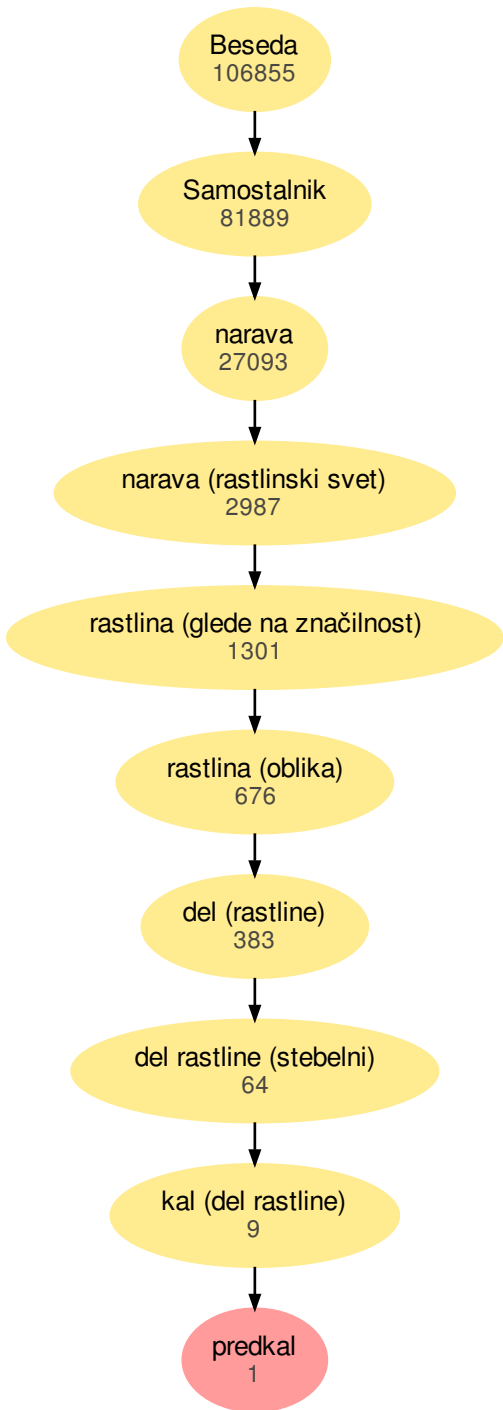 Beseda
106855
Samostalnik
81889
narava
27093
narava (rastlinski svet)
2987
rastlina (glede na značilnost)
1301
rastlina (oblika)
676
del (rastline)
383
del rastline (stebelni)
64
kal (del rastline)
9
predkal
1